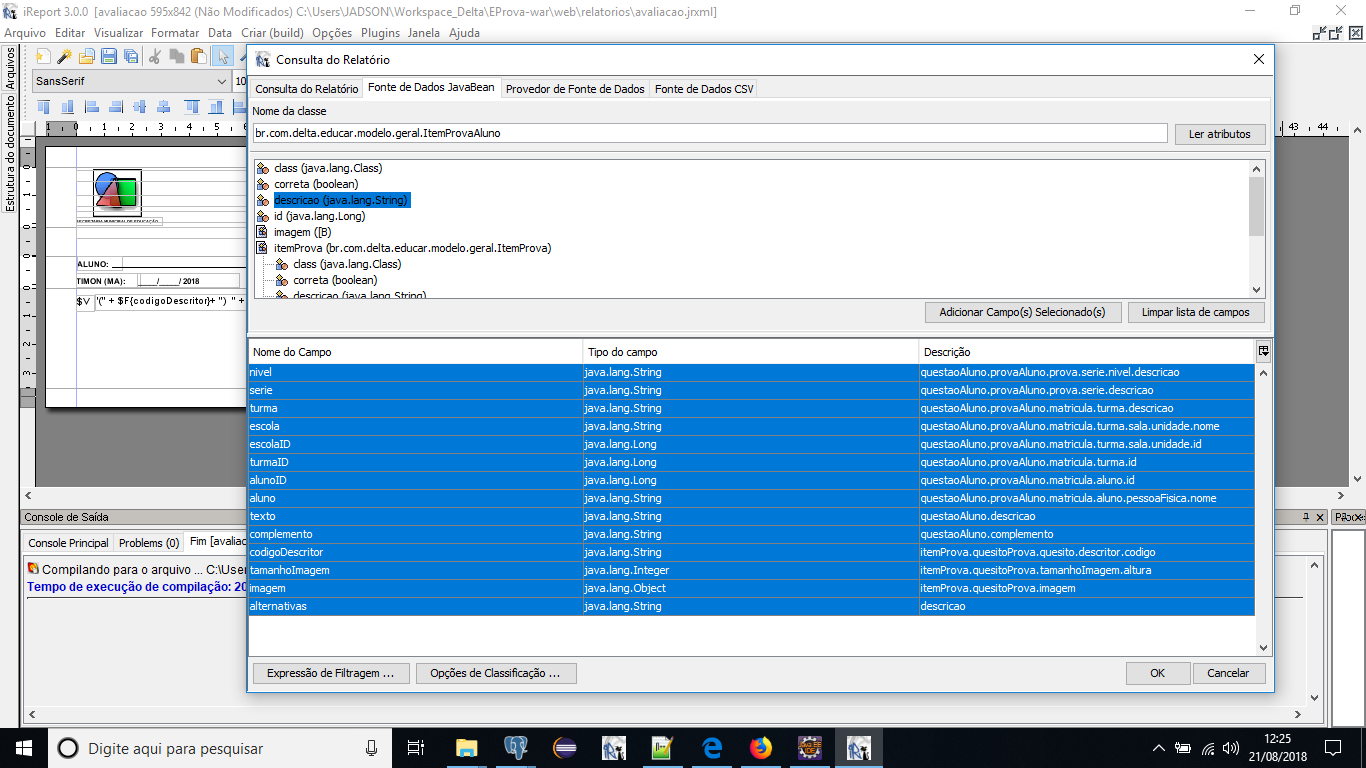 iReport 3.0.0 [avaliacao 595x842 (Não Modificados) C:\Users\JADSON\Workspace_Delta\EProva-war\web\relatorios\avaliacao.jrxml]
Arquivo Editar Visualizar Formatar Data Criar (build) Opções Plugins Janela Ajuda
Arquivos
Estrutura do documento
SansSerif 10
1 0 1 2 3 4 5 6
43 44
SECRETARIA MUNICIPAL DE EDUCAÇÃO
ALUNO:
TIMON (MA): ____/____/ 2018
$V '(" + $F{codigoDescritor}+ ") " +
Consulta do Relatório
Consulta do Relatório Fonte de Dados JavaBean Provedor de Fonte de Dados Fonte de Dados CSV
Nome da classe
br.com.delta.educar.modelo.geral.ItemProvaAluno Ler atributos
class (java.lang.Class)
correta (boolean)
descricao (java.lang.String)
id (java.lang.Long)
imagem ([B)
itemProva (br.com.delta.educar.modelo.geral.ItemProva)
class (java.lang.Class)
correta (boolean)
descricao (java.lang.String)
Adicionar Campo(s) Selecionado(s) Limpar lista de campos
Nome do Campo Tipo do campo Descrição
nivel java.lang.String questaoAluno.provaAluno.prova.serie.nivel.descricao
serie java.lang.String questaoAluno.provaAluno.prova.serie.descricao
turma java.lang.String questaoAluno.provaAluno.matricula.turma.descricao
escola java.lang.String questaoAluno.provaAluno.matricula.turma.sala.unidade.nome
escolaID java.lang.Long questaoAluno.provaAluno.matricula.turma.sala.unidade.id
turmaID java.lang.Long questaoAluno.provaAluno.matricula.turma.id
alunoID java.lang.Long questaoAluno.provaAluno.matricula.aluno.id
aluno java.lang.String questaoAluno.provaAluno.matricula.aluno.pessoaFisica.nome
texto java.lang.String questaoAluno.descricao
complemento java.lang.String questaoAluno.complemento
codigoDescritor java.lang.String itemProva.quesitoProva.quesito.descritor.codigo
tamanhoImagem java.lang.Integer itemProva.quesitoProva.tamanhoImagem.altura
imagem java.lang.Object itemProva.quesitoProva.imagem
alternativas java.lang.String descricao
Expressão de Filtragem ... Opções de Classificação ... OK Cancelar
Console de Saída
Console Principal Problems (0) Fim [avaliac
Compilando para o arquivo ... C:\User
Tempo de execução de compilação: 20
Digite aqui para pesquisar
12:25
21/08/2018